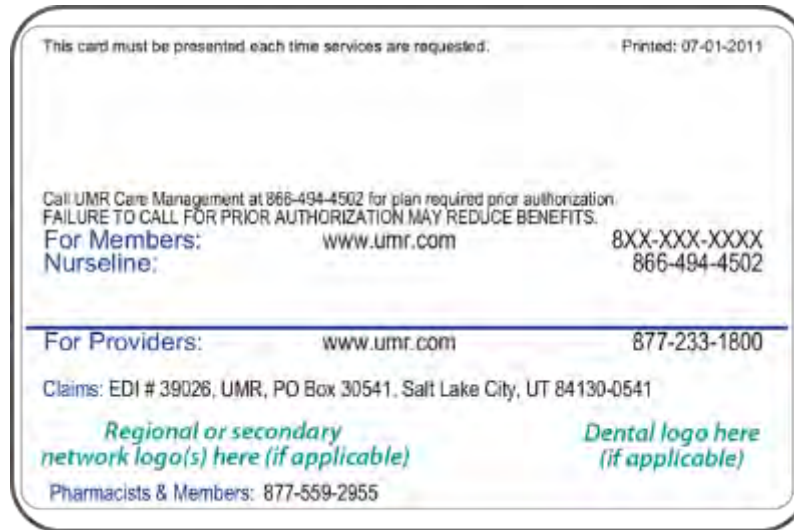 This card must be presented each time services are requested. Printed: 07-01-2011
Call UMR Care Management at 866-494-4502 for plan required prior authorization.
FAILURE TO CALL FOR PRIOR AUTHORIZATION MAY REDUCE BENEFITS.
For Members: www.umr.com 8XX-XXX-XXXX
Nurseline: 866-494-4502
For Providers: www.umr.com 877-233-1800
Claims: EDI # 39026, UMR, PO Box 30541, Salt Lake City, UT 84130-0541
Regional or secondary Dental logo here
network logo(s) here (if applicable) (if applicable)
Pharmacists & Members: 877-559-2955